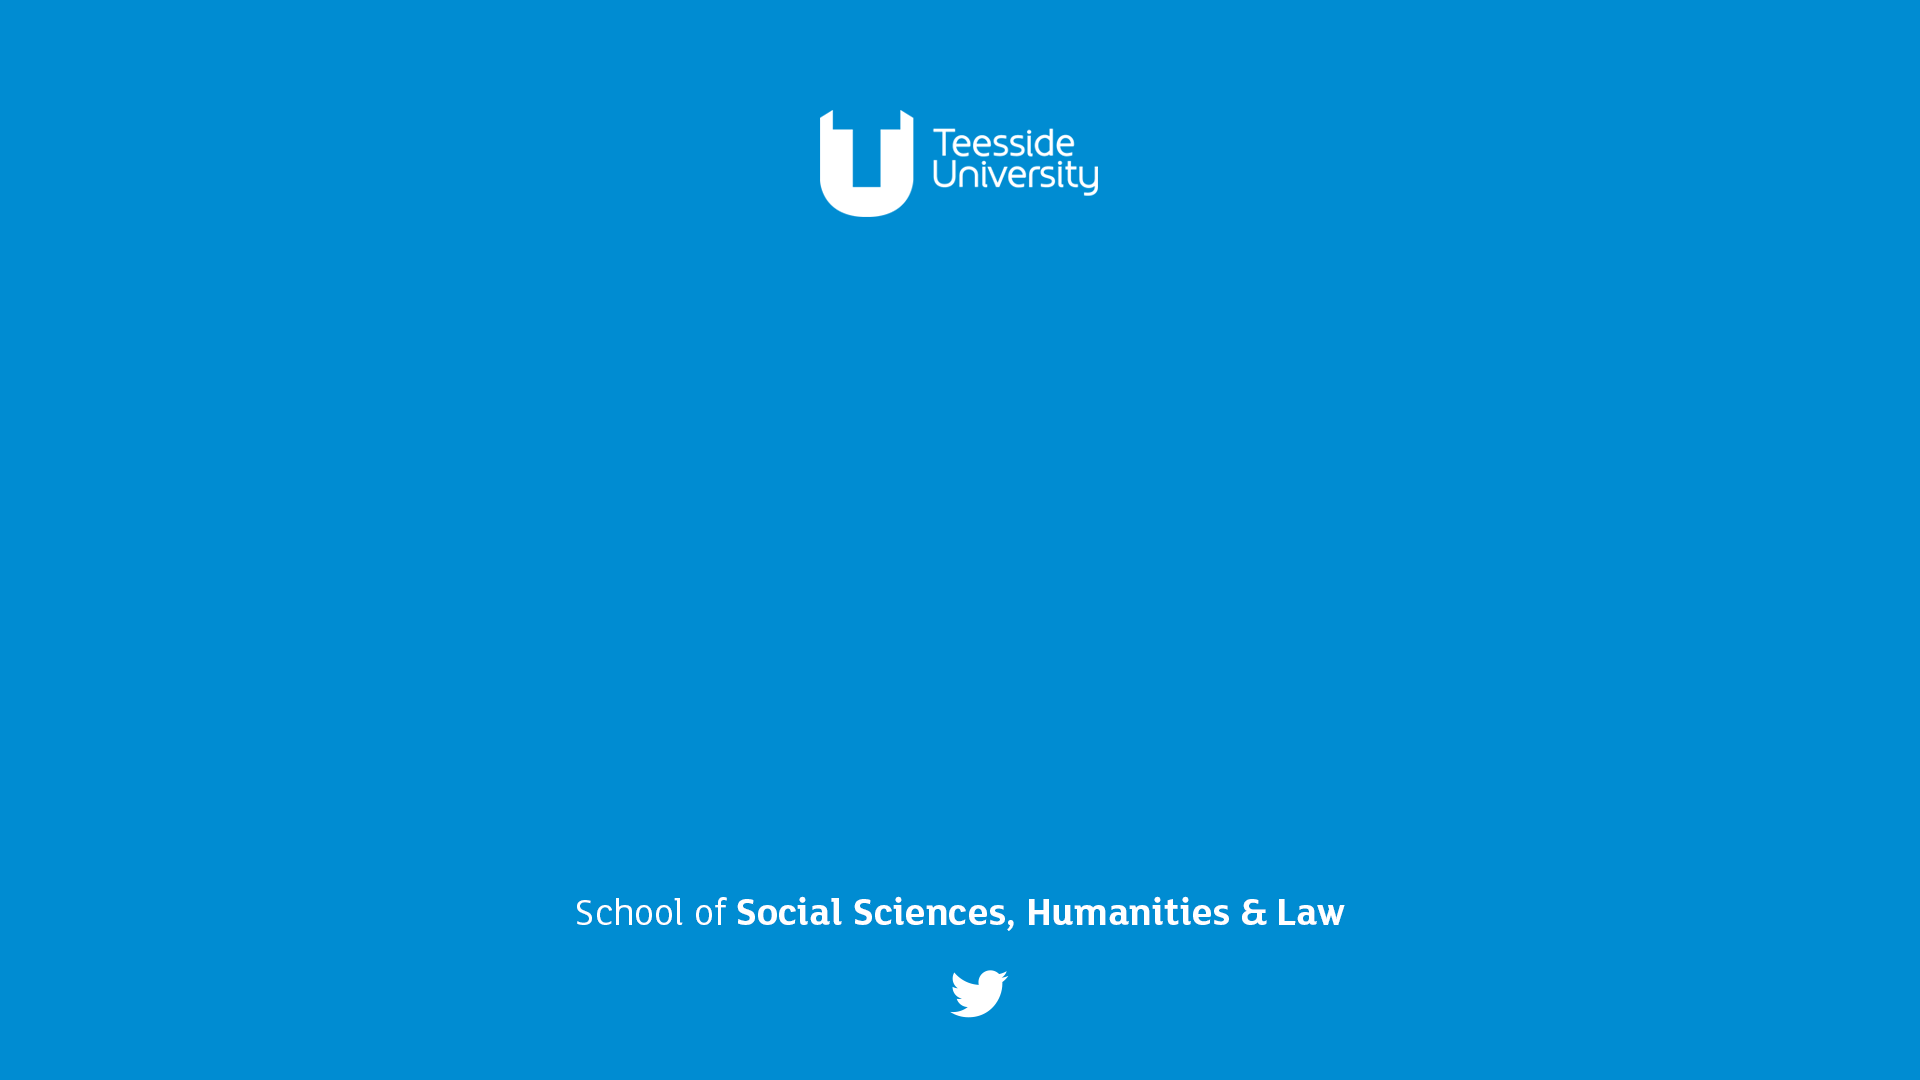 Teesside
University
School of Social Sciences, Humanities & Law